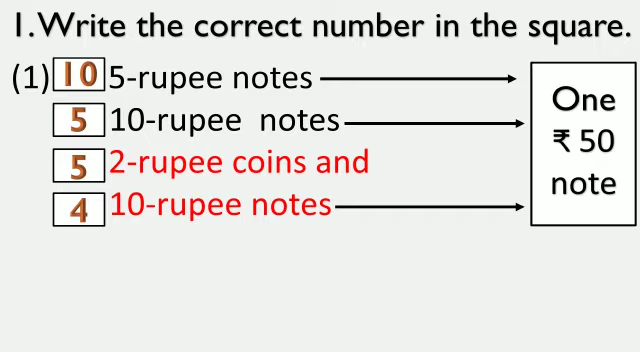 1. Write the correct number in the square.
(1) 10 5-rupee notes
5 10-rupee notes
5 2-rupee coins and
4 10-rupee notes
One
₹ 50
note